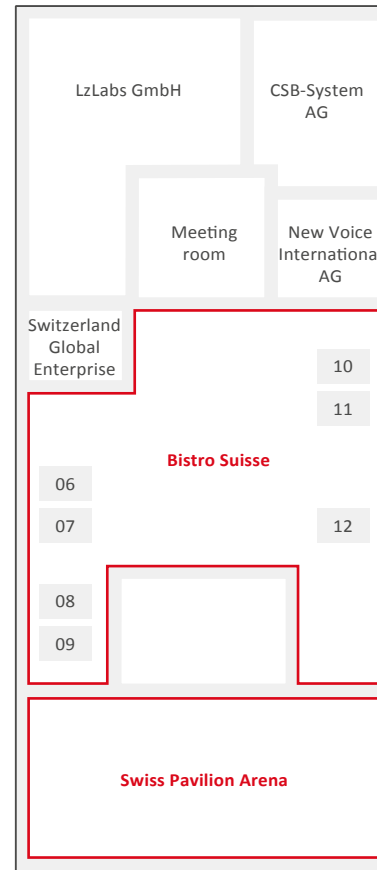 LzLabs GmbH
CSB-System
AG
Meeting
room
New Voice
Internationa
AG
Switzerland
Global
Enterprise
10
11
Bistro Suisse
06
07
12
08
09
Swiss Pavilion Arena